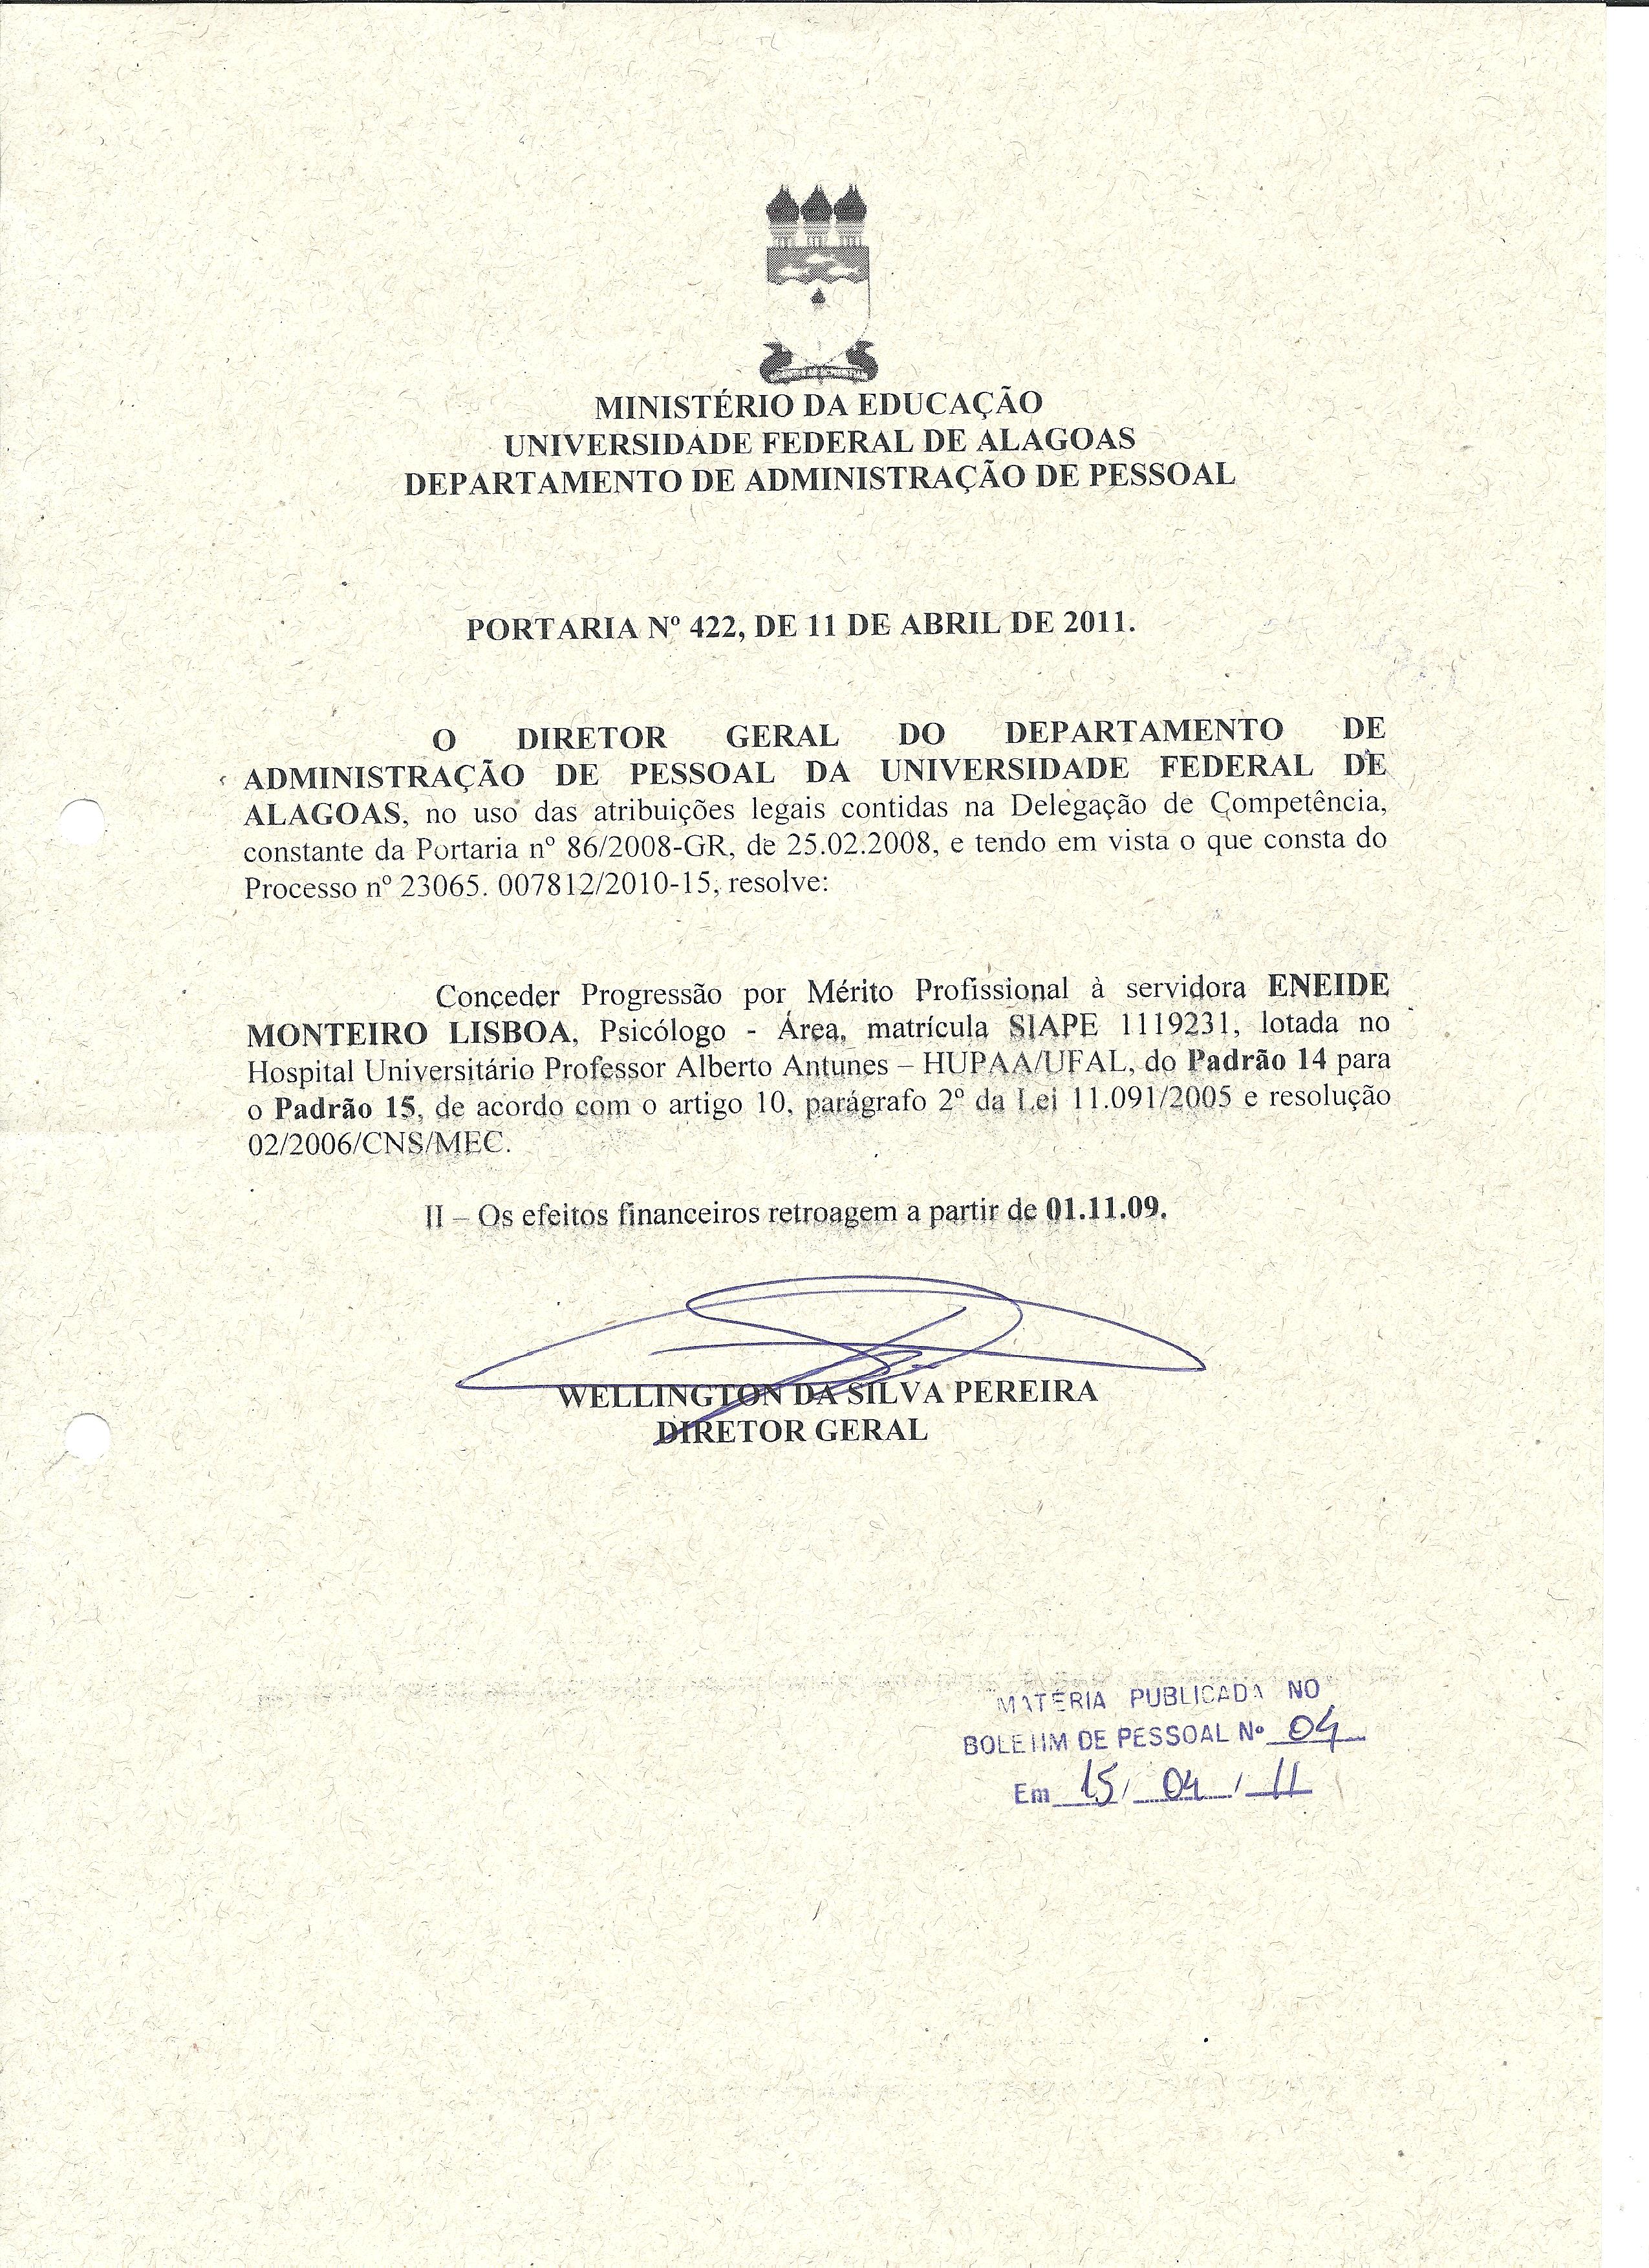 MINISTÉRIO DA EDUCAÇÃO
UNIVERSIDADE FEDERAL DE ALAGOAS
DEPARTAMENTO DE ADMINISTRAÇÃO DE PESSOAL
PORTARIA Nº 422, DE 11 DE ABRIL DE 2011.
O DIRETOR GERAL DO DEPARTAMENTO DE
ADMINISTRAÇÃO DE PESSOAL DA UNIVERSIDADE FEDERAL DE
ALAGOAS, no uso das atribuições legais contidas na Delegação de Competência,
constante da Portaria nº 86/2008-GR, de 25.02.2008, e tendo em vista o que consta do
Processo nº 23065. 007812/2010-15, resolve:
Conceder Progressão por Mérito Profissional à servidora ENEIDE
MONTEIRO LISBOA, Psicólogo - Área, matrícula SIAPE 1119231, lotada no
Hospital Universitário Professor Alberto Antunes – HUPAA/UFAL, do Padrão 14 para
o Padrão 15, de acordo com o artigo 10, parágrafo 2º da Lei 11.091/2005 e resolução
02/2006/CNS/MEC.
II – Os efeitos financeiros retroagem a partir de 01.11.09.
WELLINGTON DA SILVA PEREIRA
DIRETOR GERAL
MATÉRIA PUBLICADA NO
BOLETIM DE PESSOAL Nº 04
Em 15/ 04 / 11